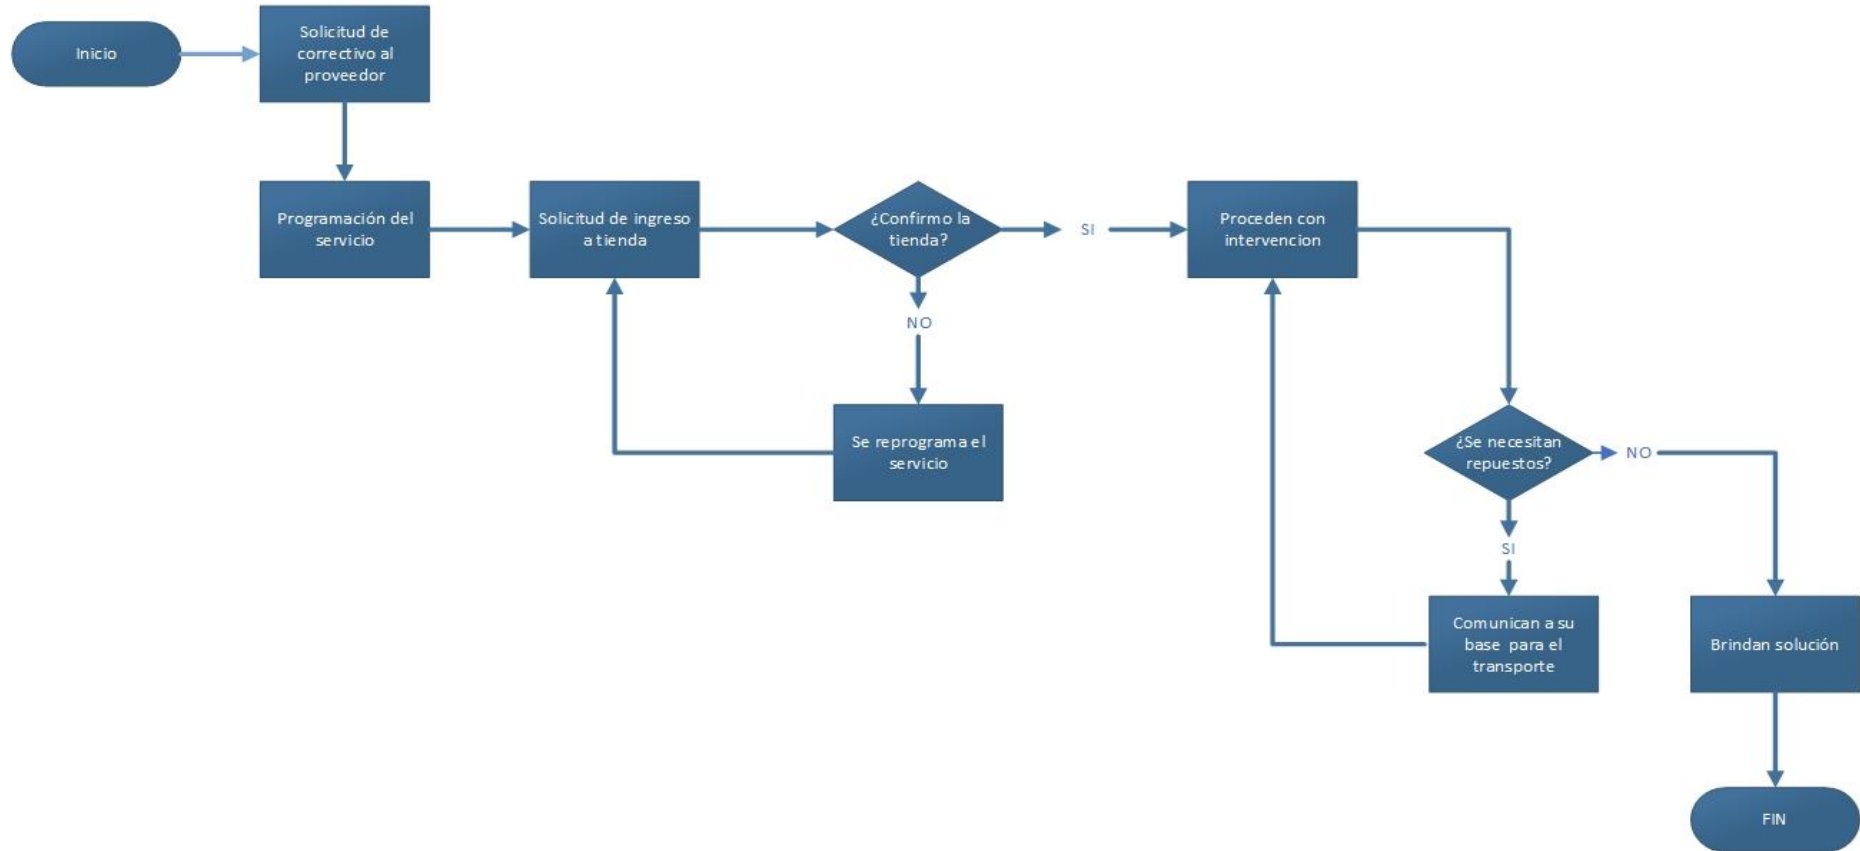 Inicio
Solicitud de
correctivo al
proveedor
Programación del
servicio
Solicitud de ingreso
a tienda
¿Confirmo la
tienda?
SI
Proceden con
intervencion
NO
Se reprograma el
servicio
¿Se necesitan
repuestos?
NO
SI
Comunican a su
base para el
transporte
Brindan solución
FIN